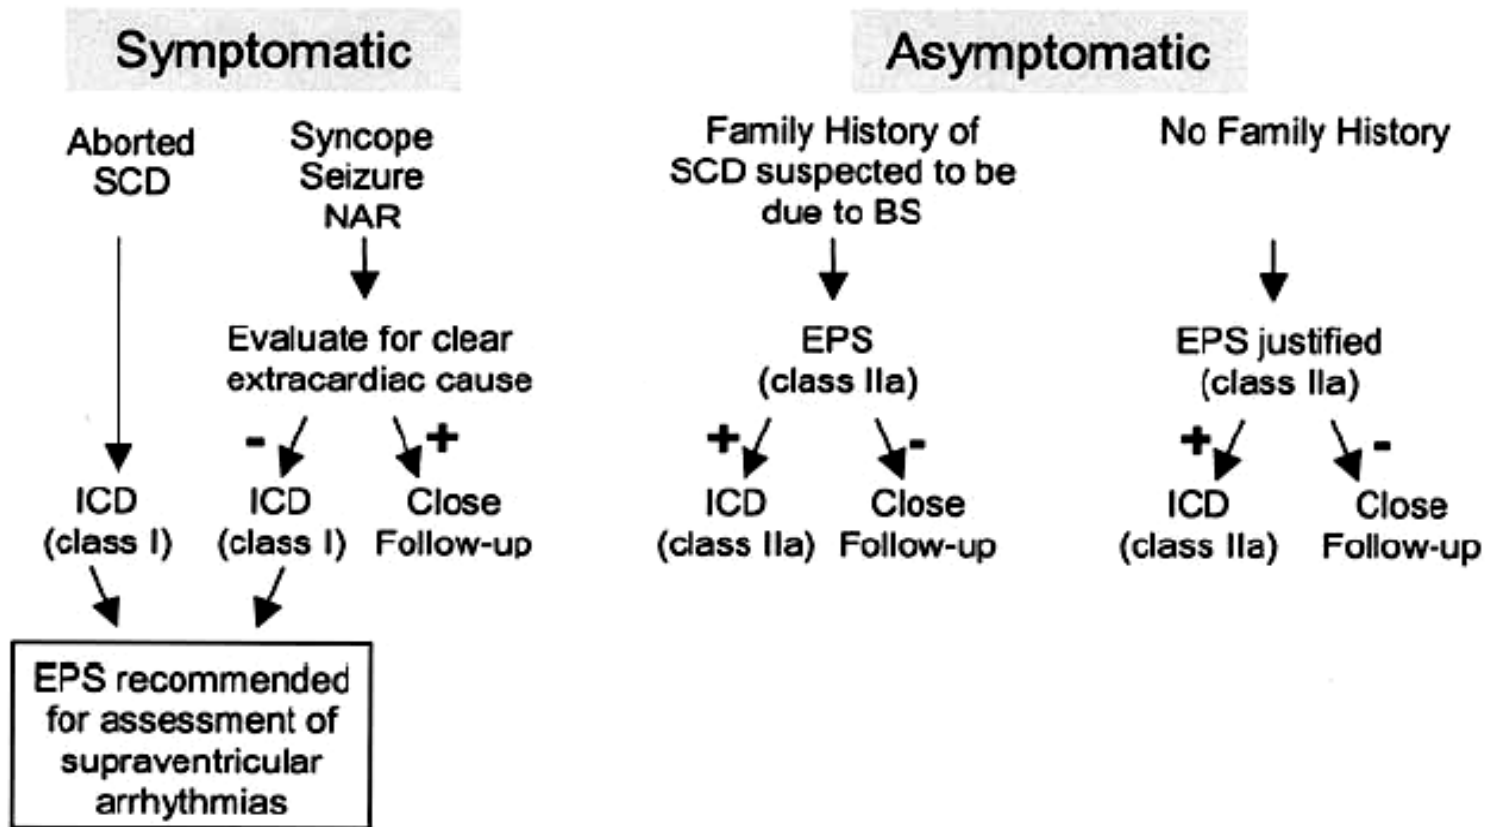 Symptomatic
Aborted
SCD
Syncope
Seizure
NAR
Evaluate for clear
extracardiac cause
-
+
ICD
(class I)
ICD
(class I)
Close
Follow-up
EPS recommended
for assessment of
supraventricular
arrhythmias
Asymptomatic
Family History of
SCD suspected to be
due to BS
EPS
(class IIa)
+
-
ICD
(class IIa)
Close
Follow-up
No Family History
EPS justified
(class IIa)
+
-
ICD
(class IIa)
Close
Follow-up